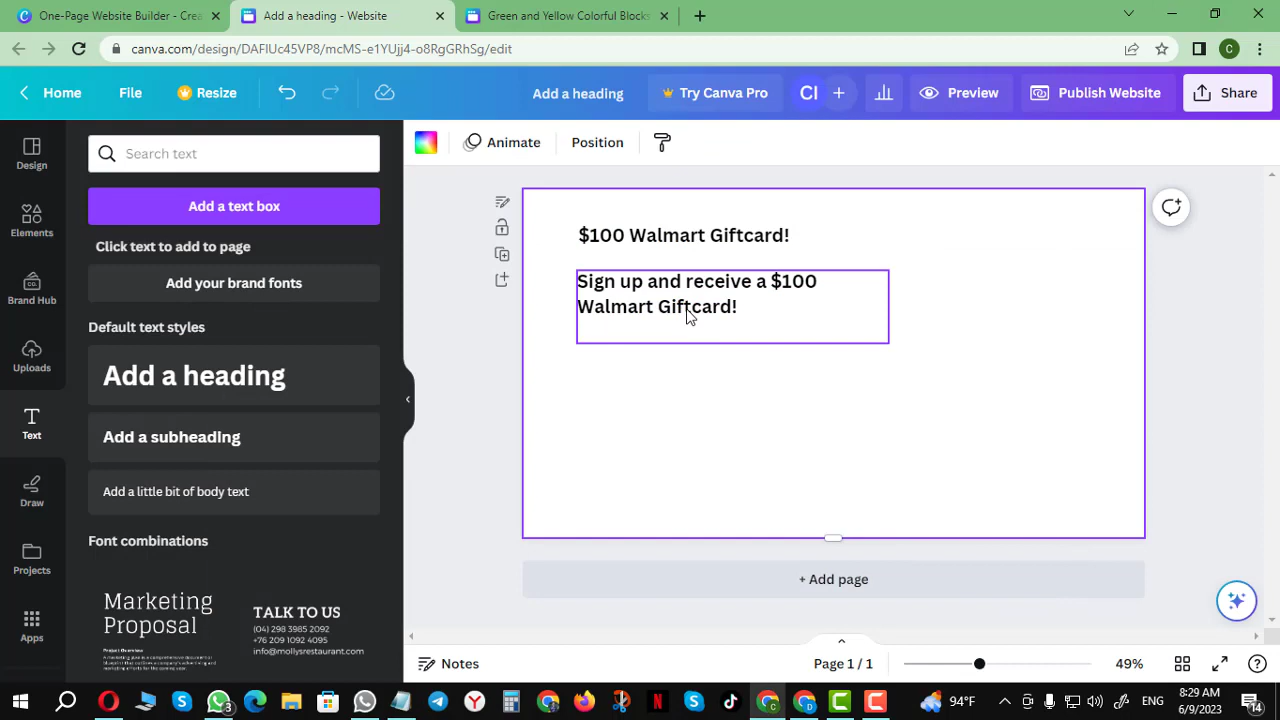 One-Page Website Builder - Crea
Add a heading - Website
Green and Yellow Colorful Blocks
canva.com/design/DAFlUc45VP8/mcMS-e1YUjj4-o8RgGRhSg/edit
C
Home
File
Resize
Add a heading
Try Canva Pro
CI
Preview
Publish Website
Share
Design
Elements
Brand Hub
Uploads
Text
Draw
Projects
Apps
Search text
Add a text box
Click text to add to page
Add your brand fonts
Default text styles
Add a heading
Add a subheading
Add a little bit of body text
Font combinations
Marketing
Proposal
Project Overview
TALK TO US
(04) 298 3985 2092
+76 209 1092 4095
info@mollysrestaurant.com
Animate
Position
$100 Walmart Giftcard!
Sign up and receive a $100
Walmart Giftcard!
+ Add page
Notes
Page 1 / 1
49%
94°F
ENG
8:29 AM
6/9/2023